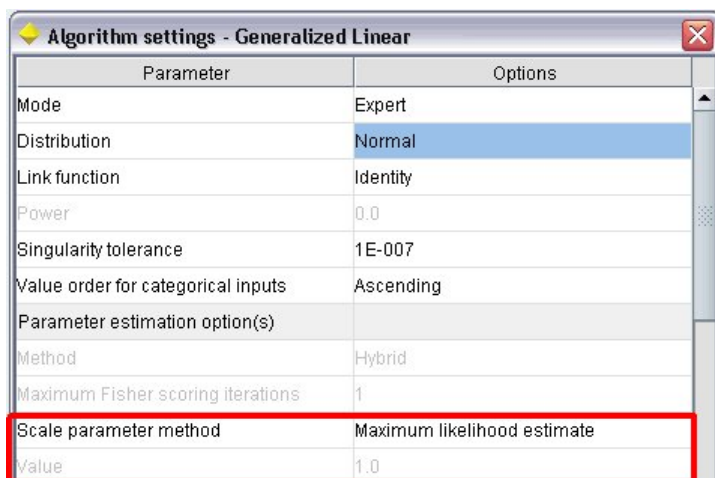 Algorithm settings - Generalized Linear
Parameter Options
Mode Expert
Distribution Normal
Link function Identity
Power 0.0
Singularity tolerance 1E-007
Value order for categorical inputs Ascending
Parameter estimation option(s)
Method Hybrid
Maximum Fisher scoring iterations 1
Scale parameter method Maximum likelihood estimate
Value 1.0